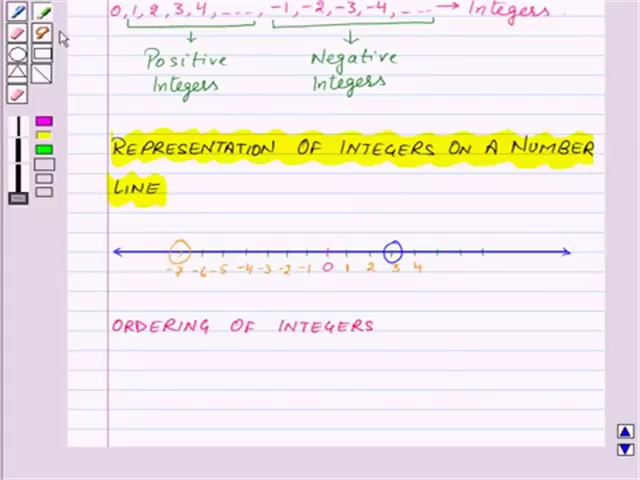 0, 1, 2, 3, 4, ...., -1, -2, -3, -4, .... → Integers
Positive Negative
Integers Integers
REPRESENTATION OF INTEGERS ON A NUMBER
LINE
-7 -6 -5 -4 -3 -2 -1 0 1 2 3 4
ORDERING OF INTEGERS